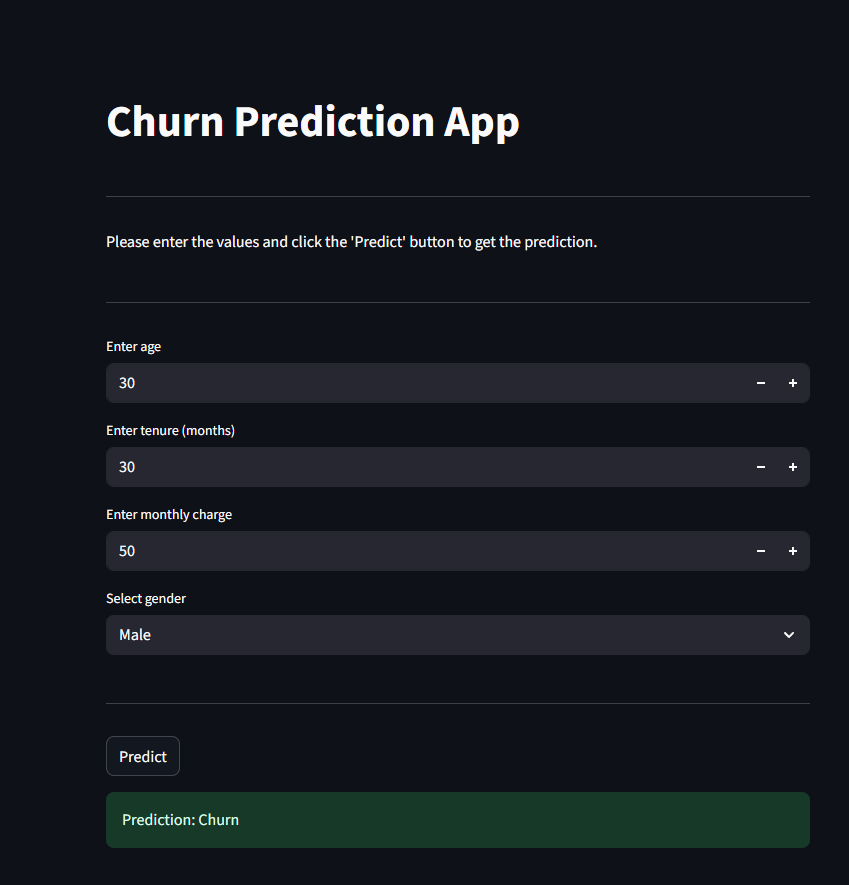 Churn Prediction App
Please enter the values and click the 'Predict' button to get the prediction.
Enter age
30
Enter tenure (months)
30
Enter monthly charge
50
Select gender
Male
Predict
Prediction: Churn